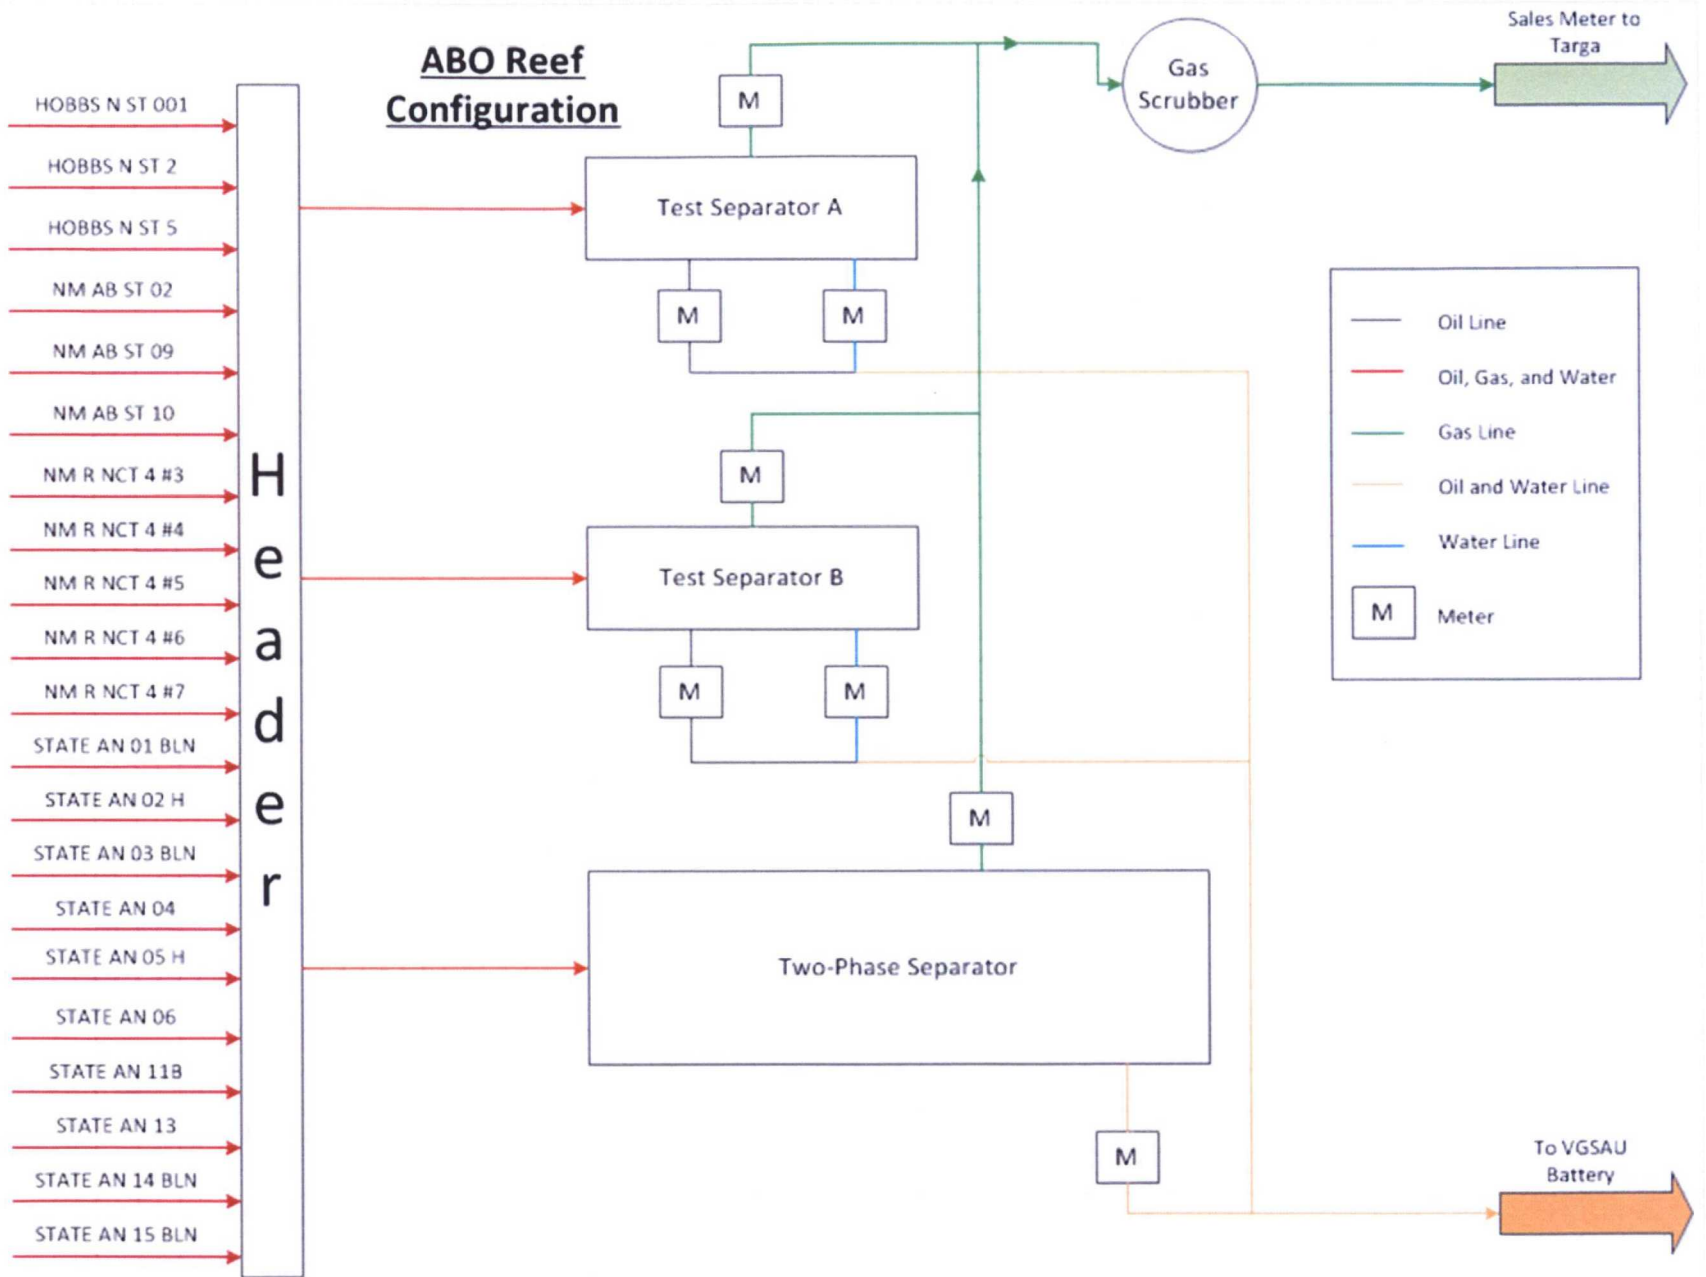 ABO Reef
Configuration
HOBBS N ST 001
HOBBS N ST 2
HOBBS N ST 5
NM AB ST 02
NM AB ST 09
NM AB ST 10
NM R NCT 4 #3
NM R NCT 4 #4
NM R NCT 4 #5
NM R NCT 4 #6
NM R NCT 4 #7
STATE AN 01 BLN
STATE AN 02 H
STATE AN 03 BLN
STATE AN 04
STATE AN 05 H
STATE AN 06
STATE AN 11B
STATE AN 13
STATE AN 14 BLN
STATE AN 15 BLN
Header
M
Test Separator A
M
M
M
Test Separator B
M
M
M
Two-Phase Separator
M
Gas
Scrubber
Sales Meter to
Targa
Oil Line
Oil, Gas, and Water
Gas Line
Oil and Water Line
Water Line
M
Meter
To VGSAU
Battery